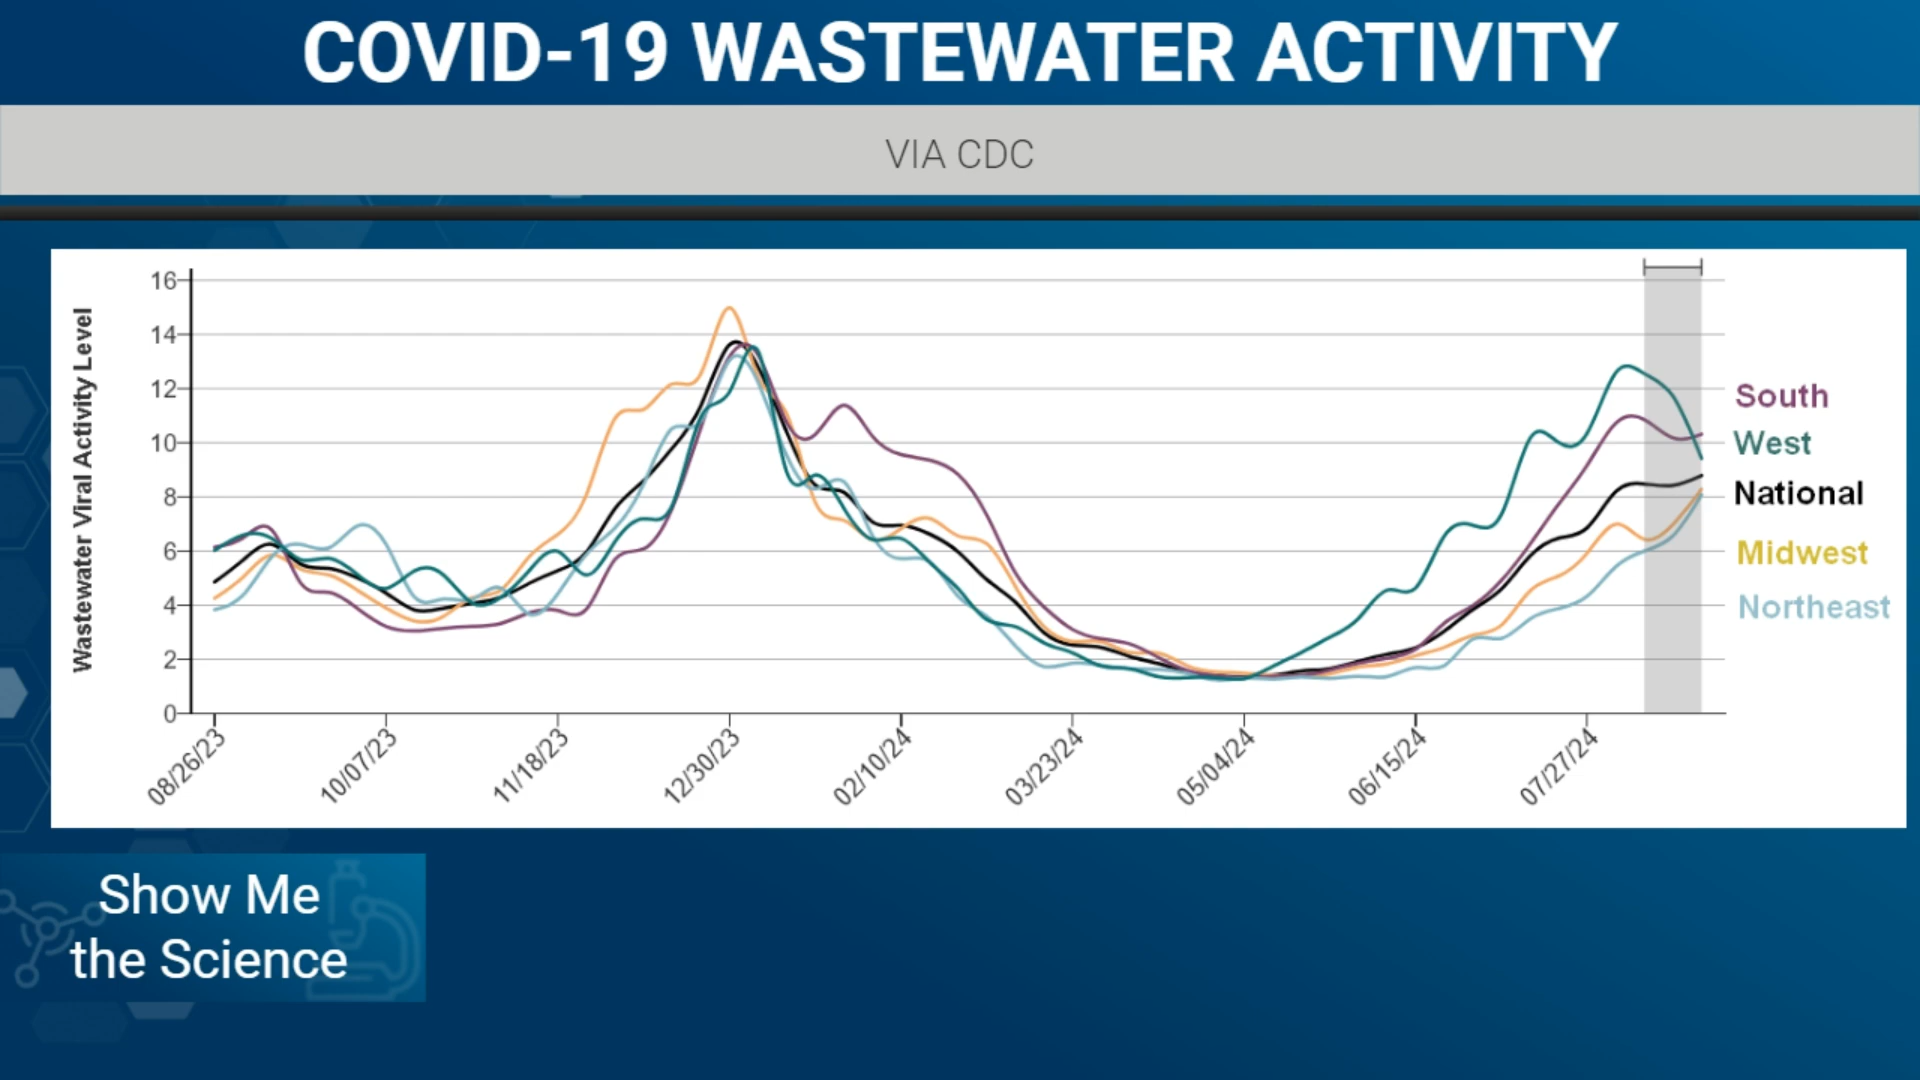 COVID-19 WASTEWATER ACTIVITY
VIA CDC
Wastewater Viral Activity Level
16
14
12
10
8
6
4
2
0
08/26/23
10/07/23
11/18/23
12/30/23
02/10/24
03/23/24
05/04/24
06/15/24
07/27/24
South
West
National
Midwest
Northeast
Show Me
the Science